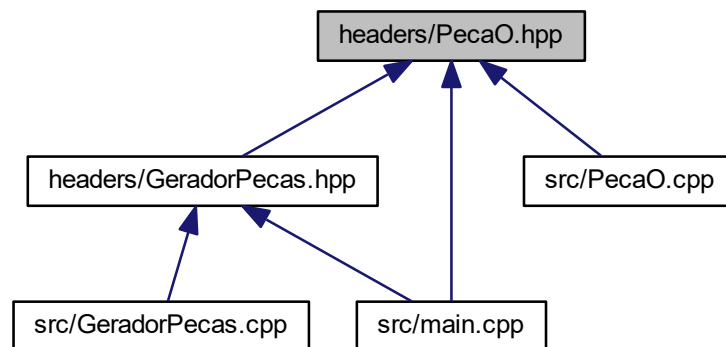 headers/PecaO.hpp
headers/GeradorPecas.hpp
src/PecaO.cpp
src/GeradorPecas.cpp
src/main.cpp